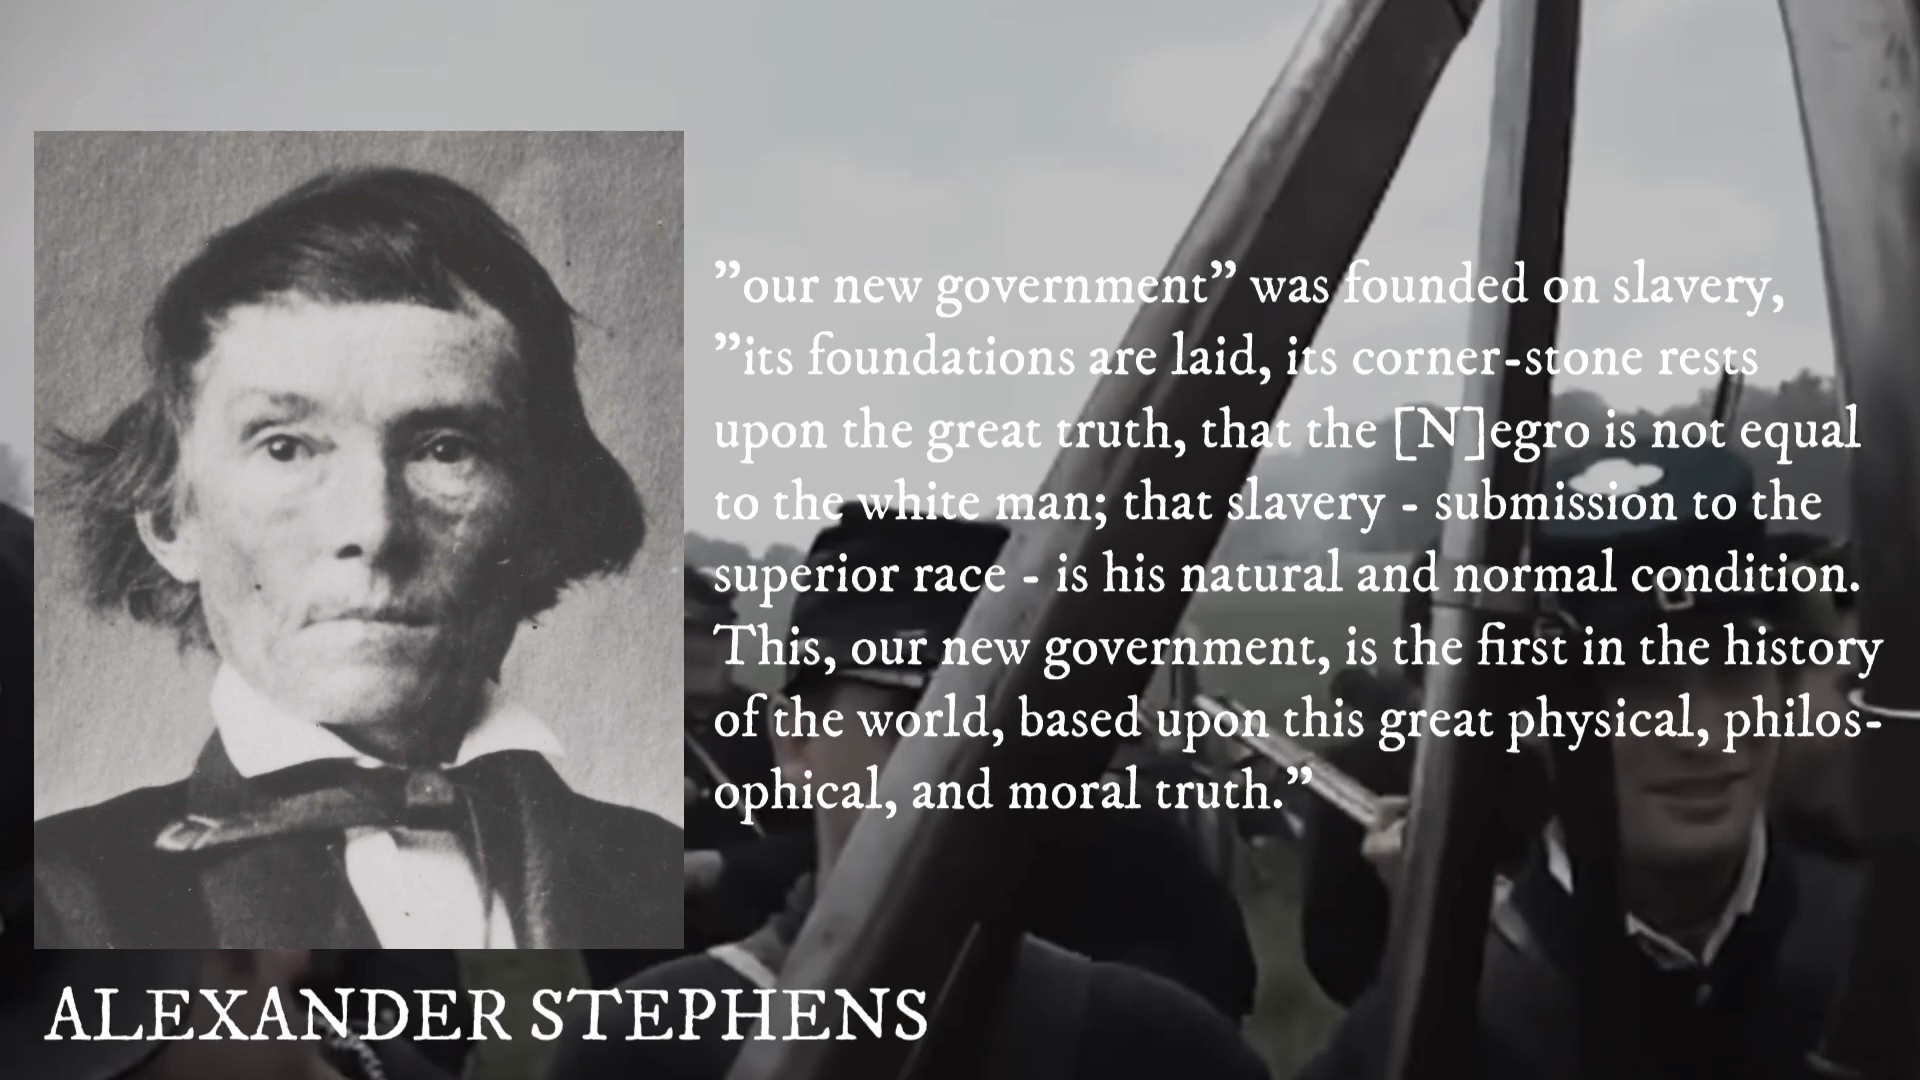 ”our new government” was founded on slavery,
”its foundations are laid, its corner-stone rests
upon the great truth, that the [N]egro is not equal
to the white man; that slavery - submission to the
superior race - is his natural and normal condition.
This, our new government, is the first in the history
of the world, based upon this great physical, philos-
ophical, and moral truth.”
ALEXANDER STEPHENS